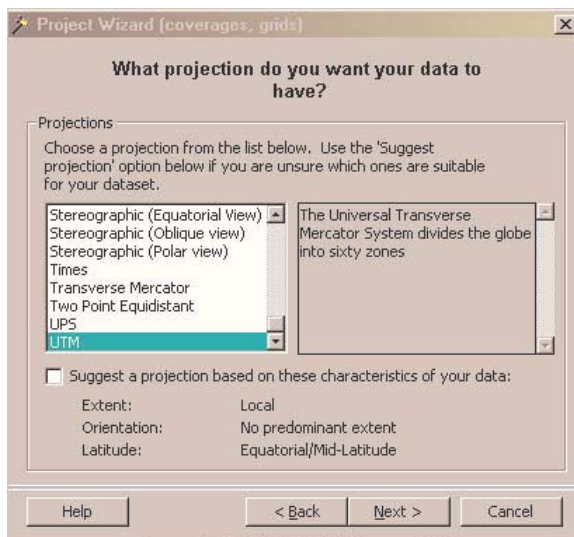 Project Wizard (coverages, grids)
What projection do you want your data to
have?
Projections
Choose a projection from the list below. Use the 'Suggest
projection' option below if you are unsure which ones are suitable
for your dataset.
Stereographic (Equatorial View)
Stereographic (Oblique view)
Stereographic (Polar view)
Times
Transverse Mercator
Two Point Equidistant
UPS
UTM
The Universal Transverse
Mercator System divides the globe
into sixty zones
Suggest a projection based on these characteristics of your data:
Extent: Local
Orientation: No predominant extent
Latitude: Equatorial/Mid-Latitude
Help < Back Next > Cancel